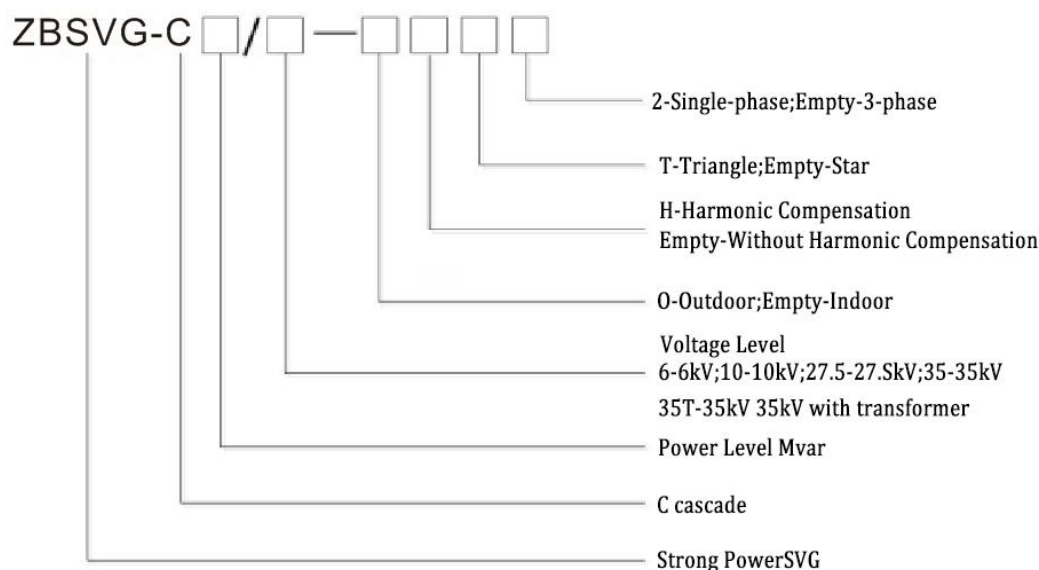 ZBSVG-C□/□—□□□□
2-Single-phase;Empty-3-phase
T-Triangle;Empty-Star
H-Harmonic Compensation
Empty-Without Harmonic Compensation
O-Outdoor;Empty-Indoor
Voltage Level
6-6kV;10-10kV;27.5-27.SkV;35-35kV
35T-35kV 35kV with transformer
Power Level Mvar
C cascade
Strong PowerSVG